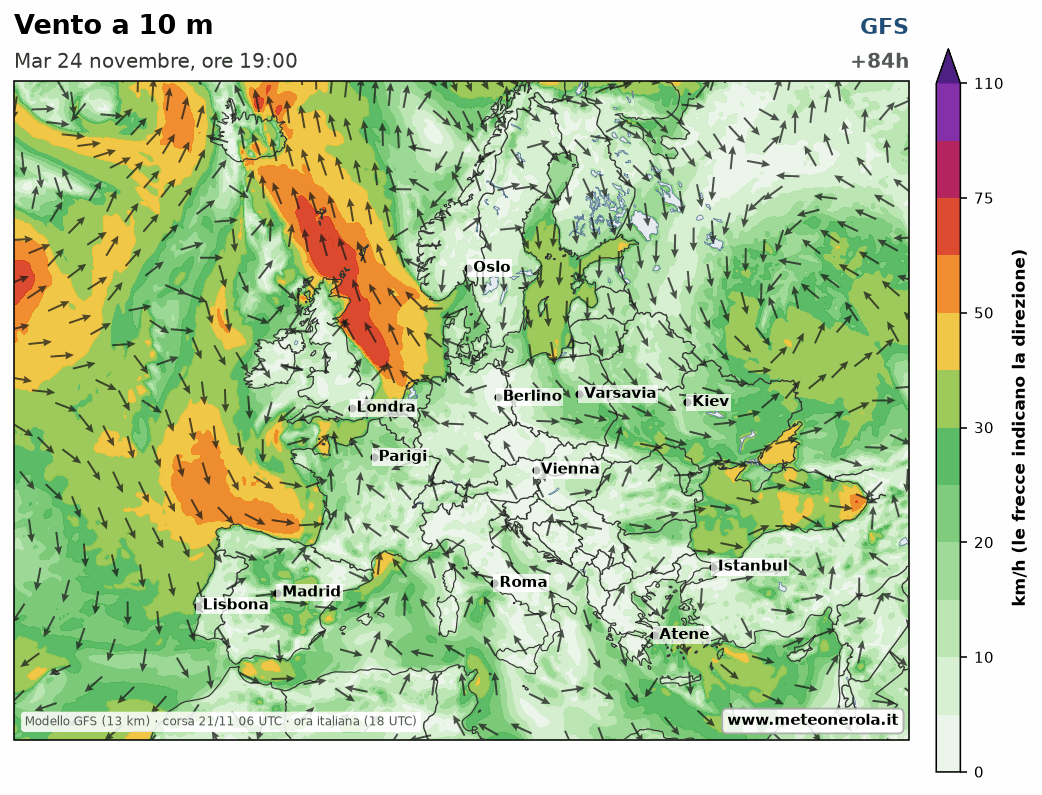 Vento a 10 m
GFS
Mar 24 novembre, ore 19:00
+84h
110
75
50
30
20
10
0
km/h (le frecce indicano la direzione)
Oslo
Berlino
Varsavia
Kiev
Londra
Parigi
Vienna
Istanbul
Roma
Madrid
Lisbona
Atene
Modello GFS (13 km) · corsa 21/11 06 UTC · ora italiana (18 UTC)
www.meteonerola.it